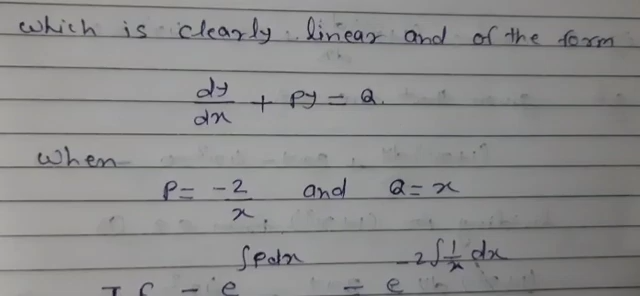 which is clearly linear and of the form
dy/dx + Py = Q.
when
P = -2/x. and Q = x
e^∫Pdx = e^-2∫1/x dx